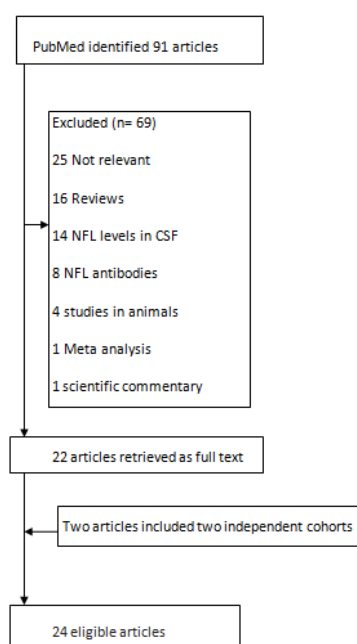 PubMed identified 91 articles
Excluded (n= 69)
25 Not relevant
16 Reviews
14 NFL levels in CSF
8 NFL antibodies
4 studies in animals
1 Meta analysis
1 scientific commentary
22 articles retrieved as full text
Two articles included two independent cohorts
24 eligible articles